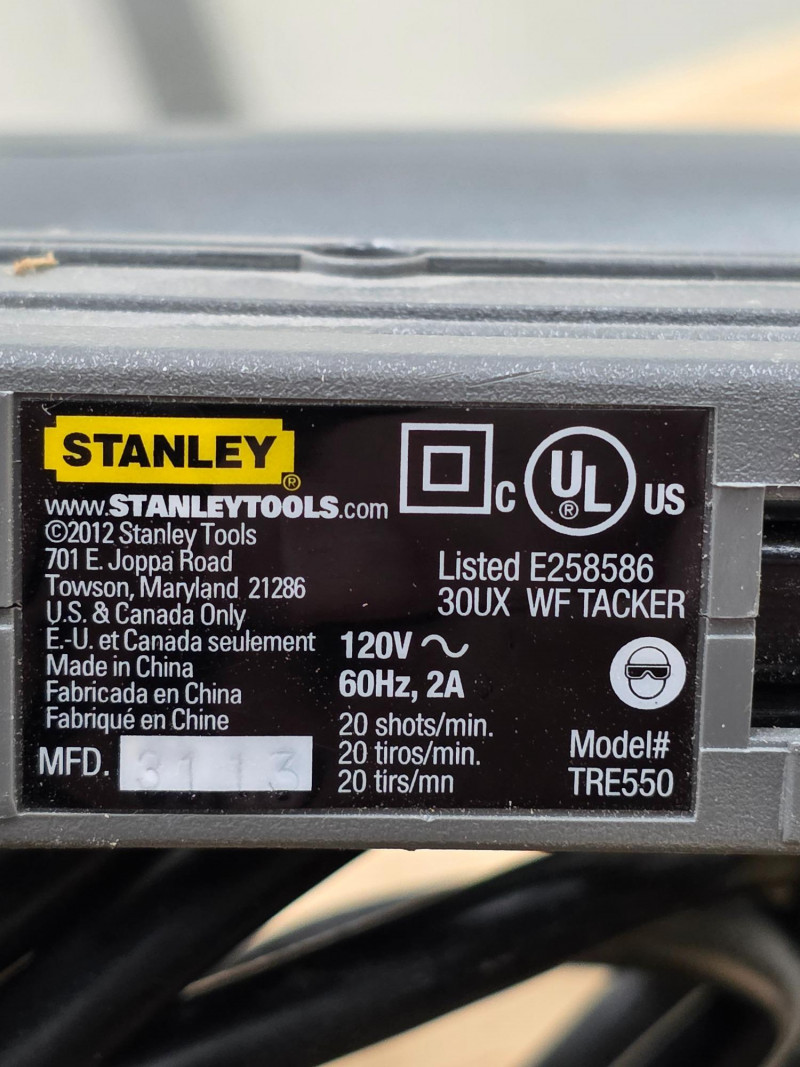 STANLEY®
www.STANLEYTOOLS.com
©2012 Stanley Tools
701 E. Joppa Road
Towson, Maryland 21286
U.S. & Canada Only
E.-U. et Canada seulement
Made in China
Fabricada en China
Fabriqué en Chine
MFD. 31 13
C UL® US
Listed E258586
30UX WF TACKER
120V ~
60Hz, 2A
20 shots/min.
20 tiros/min.
20 tirs/mn
Model#
TRE550